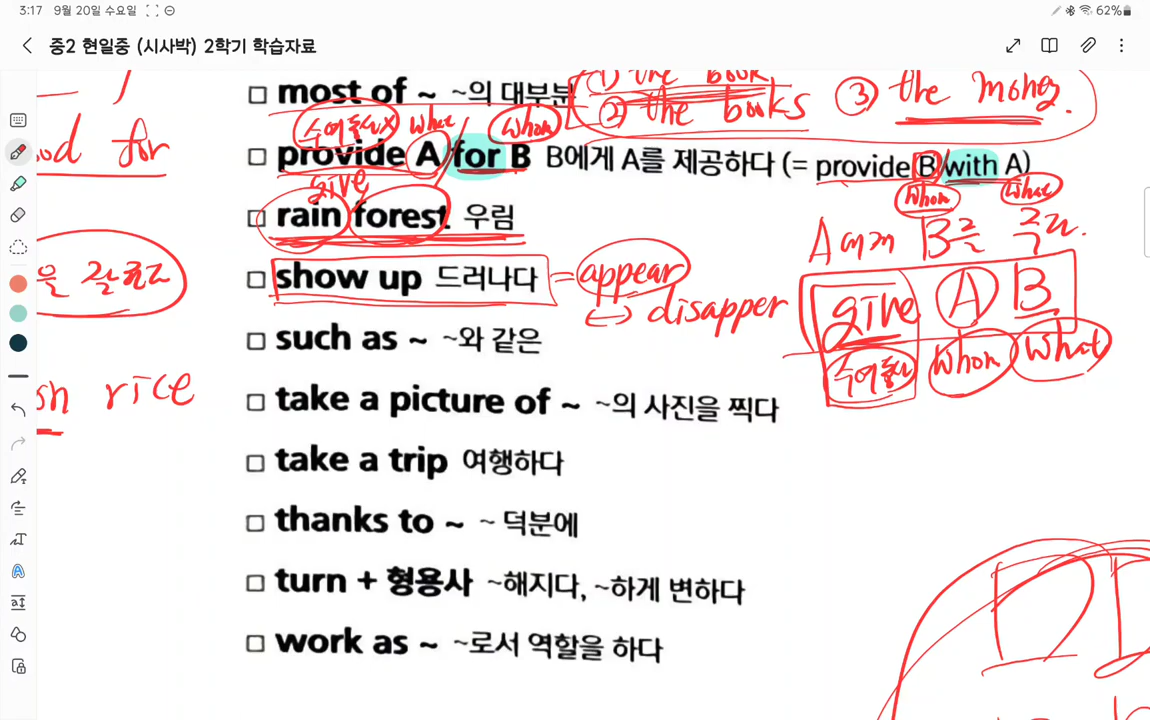 3:17 9월 20일 수요일 62%
중2 현일중 (시사박) 2학기 학습자료
① the book
most of ~ ~의 대부분 ② the books ③ the money.
수여동사X what whom
od for
provide A for B B에게 A를 제공하다 (= provide B with A)
give whom what
rain forest 우림
A에게 B를 주다.
show up 드러나다 = appear
↔ disapper
give A B
such as ~ ~와 같은
수여동사 whom what
sh rice
take a picture of ~ ~의 사진을 찍다
take a trip 여행하다
thanks to ~ ~ 덕분에
turn + 형용사 ~해지다, ~하게 변하다
work as ~ ~로서 역할을 하다